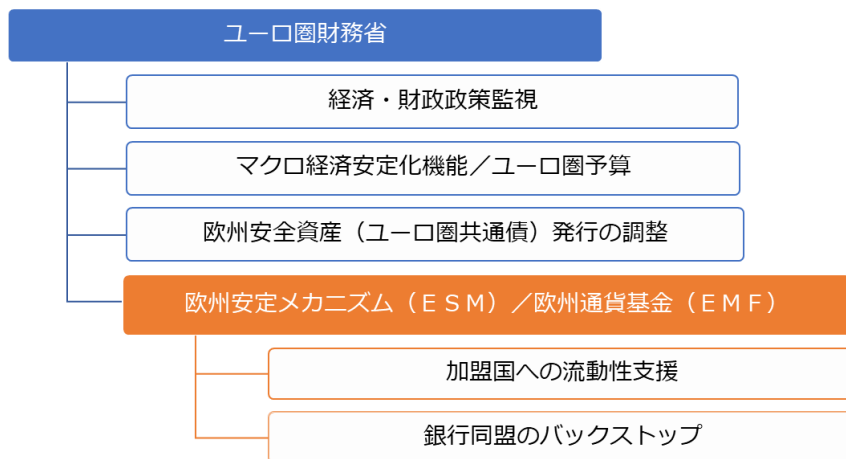 ユーロ圏財務省
経済・財政政策監視
マクロ経済安定化機能／ユーロ圏予算
欧州安全資産（ユーロ圏共通債）発行の調整
欧州安定メカニズム（ＥＳＭ）／欧州通貨基金（ＥＭＦ）
加盟国への流動性支援
銀行同盟のバックストップ